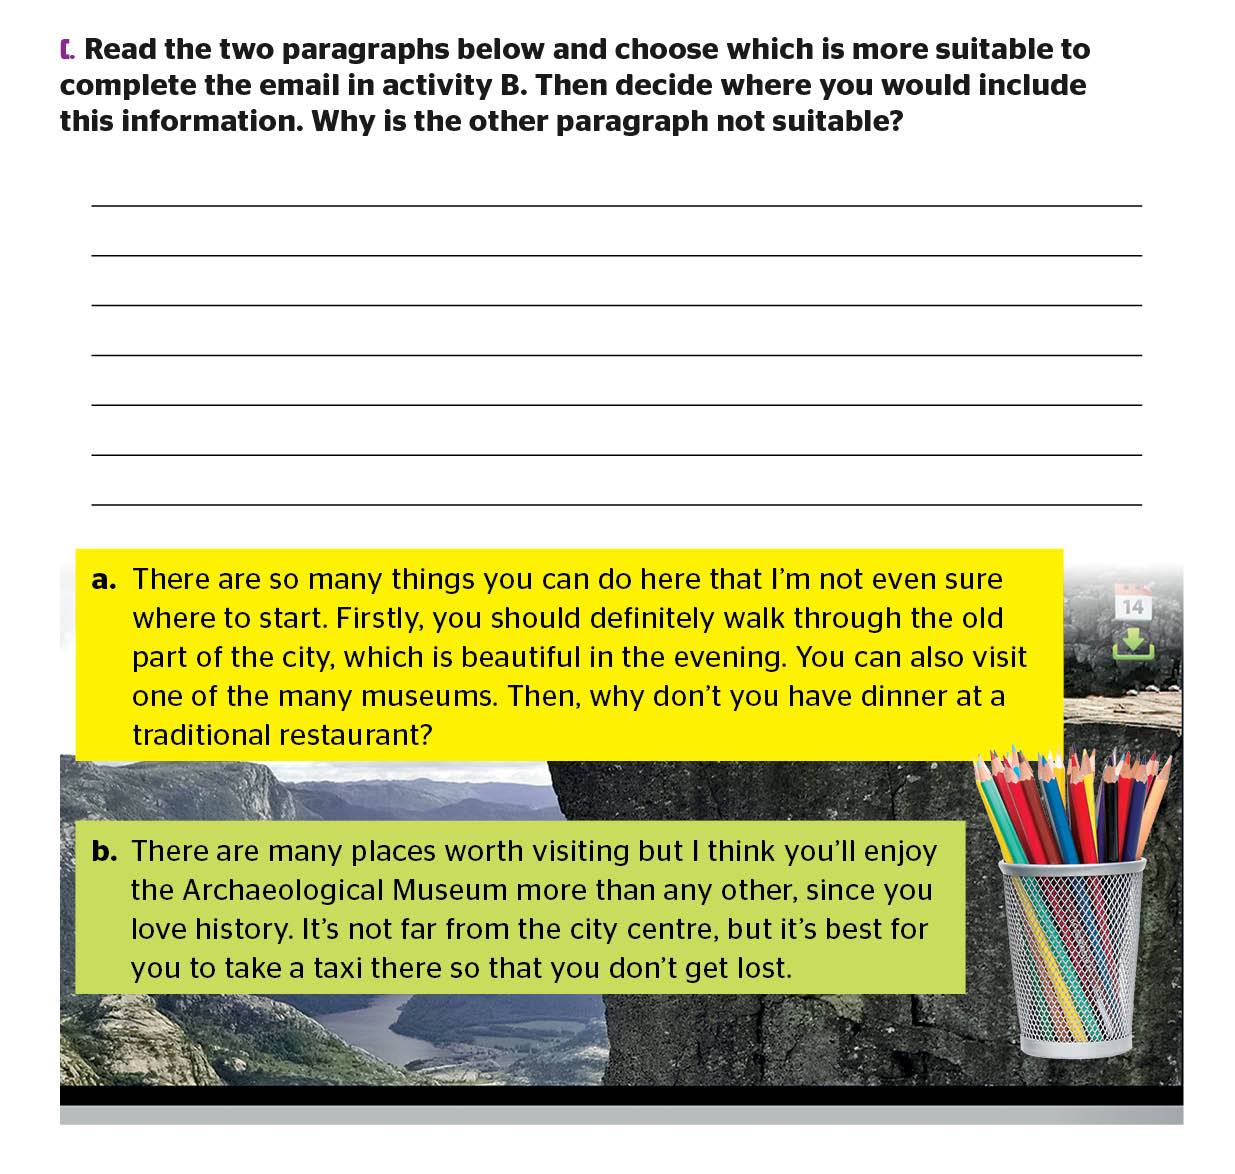 C. Read the two paragraphs below and choose which is more suitable to
complete the email in activity B. Then decide where you would include
this information. Why is the other paragraph not suitable?
a. There are so many things you can do here that I’m not even sure
where to start. Firstly, you should definitely walk through the old
part of the city, which is beautiful in the evening. You can also visit
one of the many museums. Then, why don’t you have dinner at a
traditional restaurant?
14
b. There are many places worth visiting but I think you’ll enjoy
the Archaeological Museum more than any other, since you
love history. It’s not far from the city centre, but it’s best for
you to take a taxi there so that you don’t get lost.